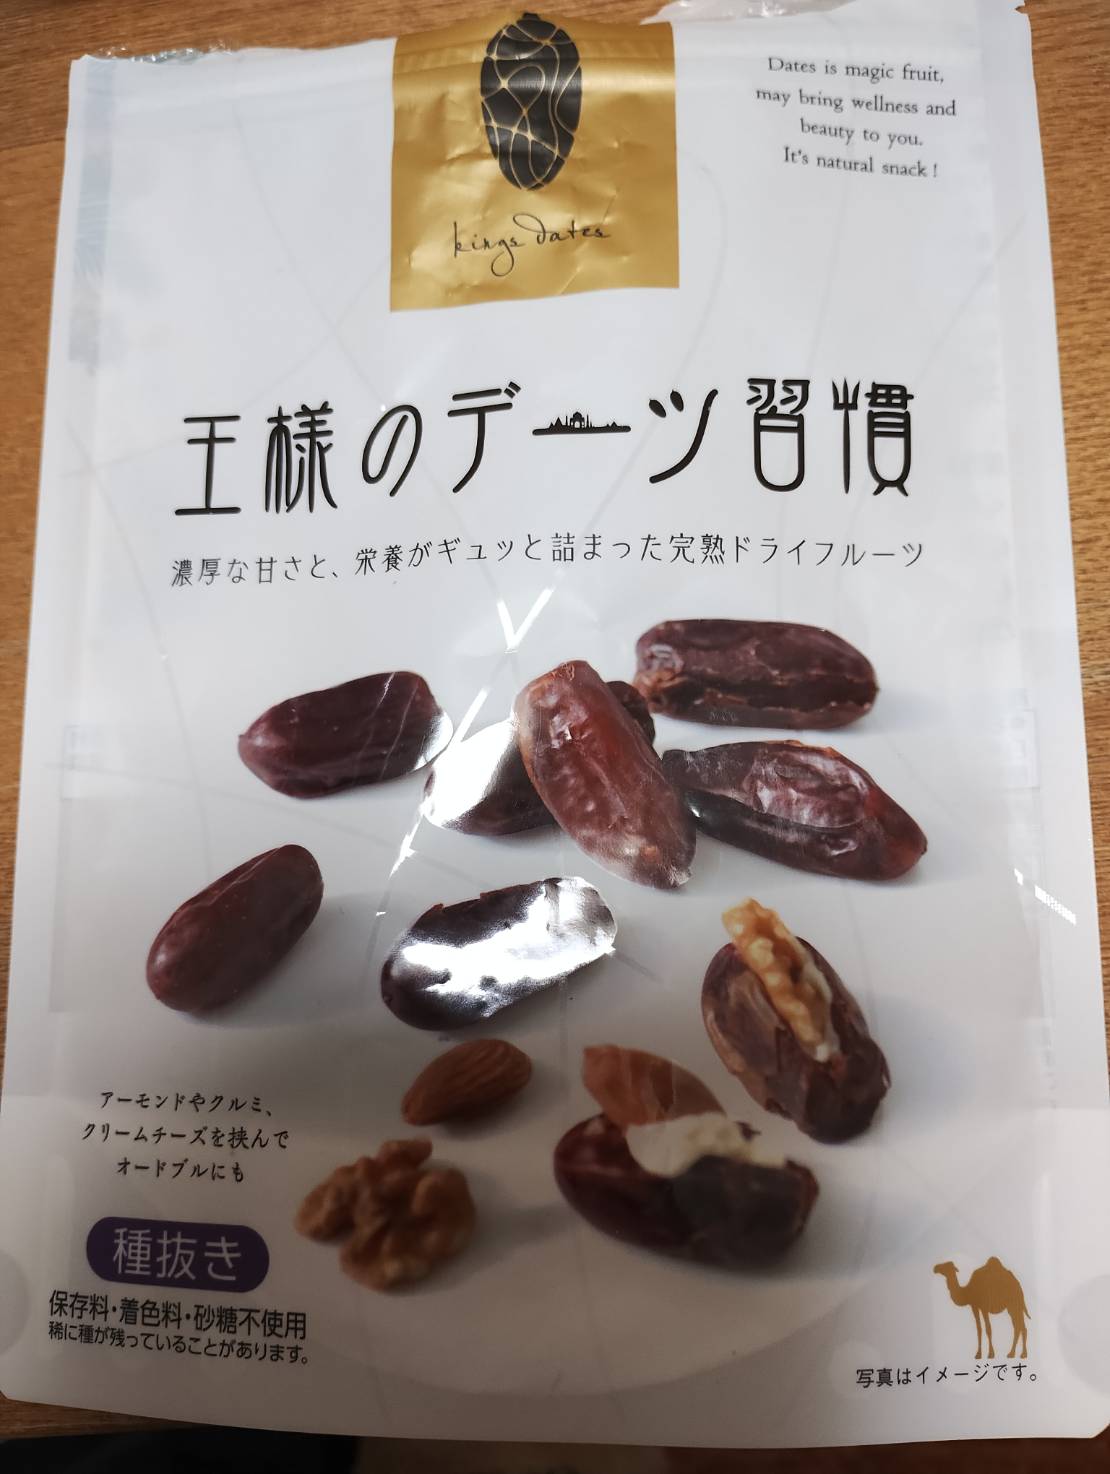 kings dates
Dates is magic fruit,
may bring wellness and
beauty to you.
It's natural snack !
王様のデーツ習慣
濃厚な甘さと、栄養がギュッと詰まった完熟ドライフルーツ
アーモンドやクルミ、
クリームチーズを挟んで
オードブルにも
種抜き
保存料・着色料・砂糖不使用
稀に種が残っていることがあります。
写真はイメージです。